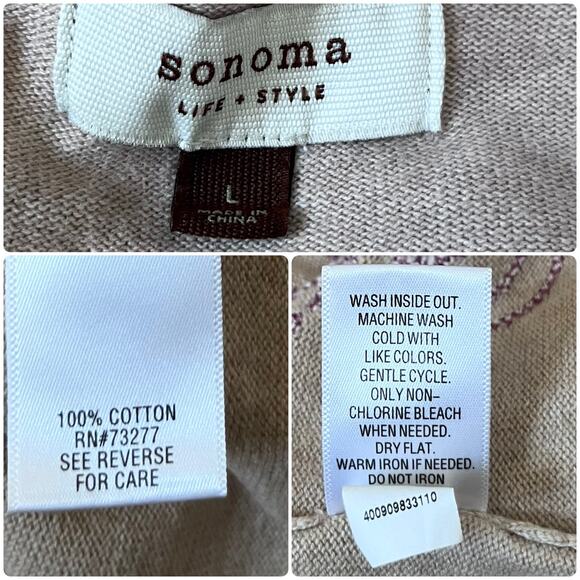 sonoma
LIFE + STYLE
L
MADE IN
CHINA
100% COTTON
RN#73277
SEE REVERSE
FOR CARE
WASH INSIDE OUT.
MACHINE WASH
COLD WITH
LIKE COLORS.
GENTLE CYCLE.
ONLY NON–
CHLORINE BLEACH
WHEN NEEDED.
DRY FLAT.
WARM IRON IF NEEDED.
DO NOT IRON
400909833110